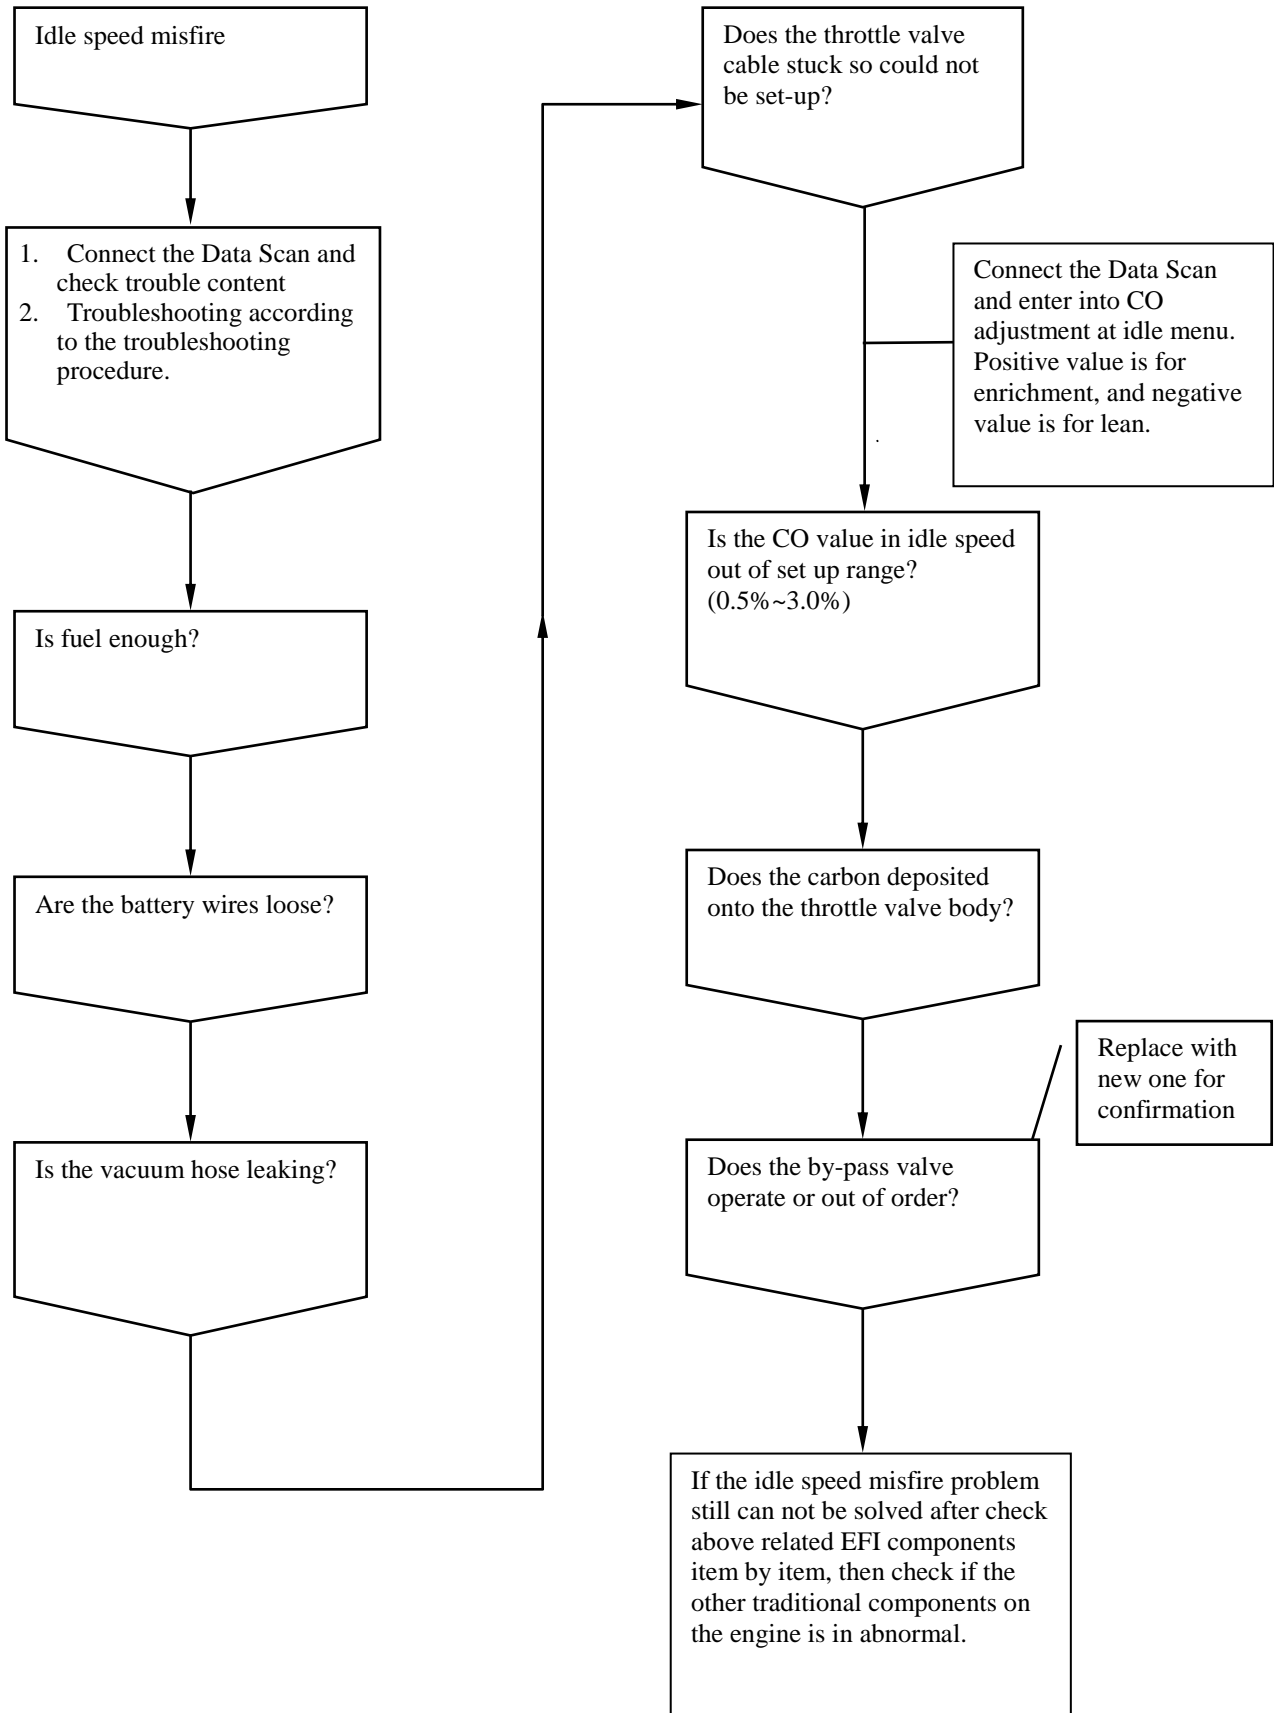 Idle speed misfire
1. Connect the Data Scan and
check trouble content
2. Troubleshooting according
to the troubleshooting
procedure.
Is fuel enough?
Are the battery wires loose?
Is the vacuum hose leaking?
Does the throttle valve
cable stuck so could not
be set-up?
Connect the Data Scan
and enter into CO
adjustment at idle menu.
Positive value is for
enrichment, and negative
value is for lean.
Is the CO value in idle speed
out of set up range?
(0.5%~3.0%)
Does the carbon deposited
onto the throttle valve body?
Replace with
new one for
confirmation
Does the by-pass valve
operate or out of order?
If the idle speed misfire problem
still can not be solved after check
above related EFI components
item by item, then check if the
other traditional components on
the engine is in abnormal.